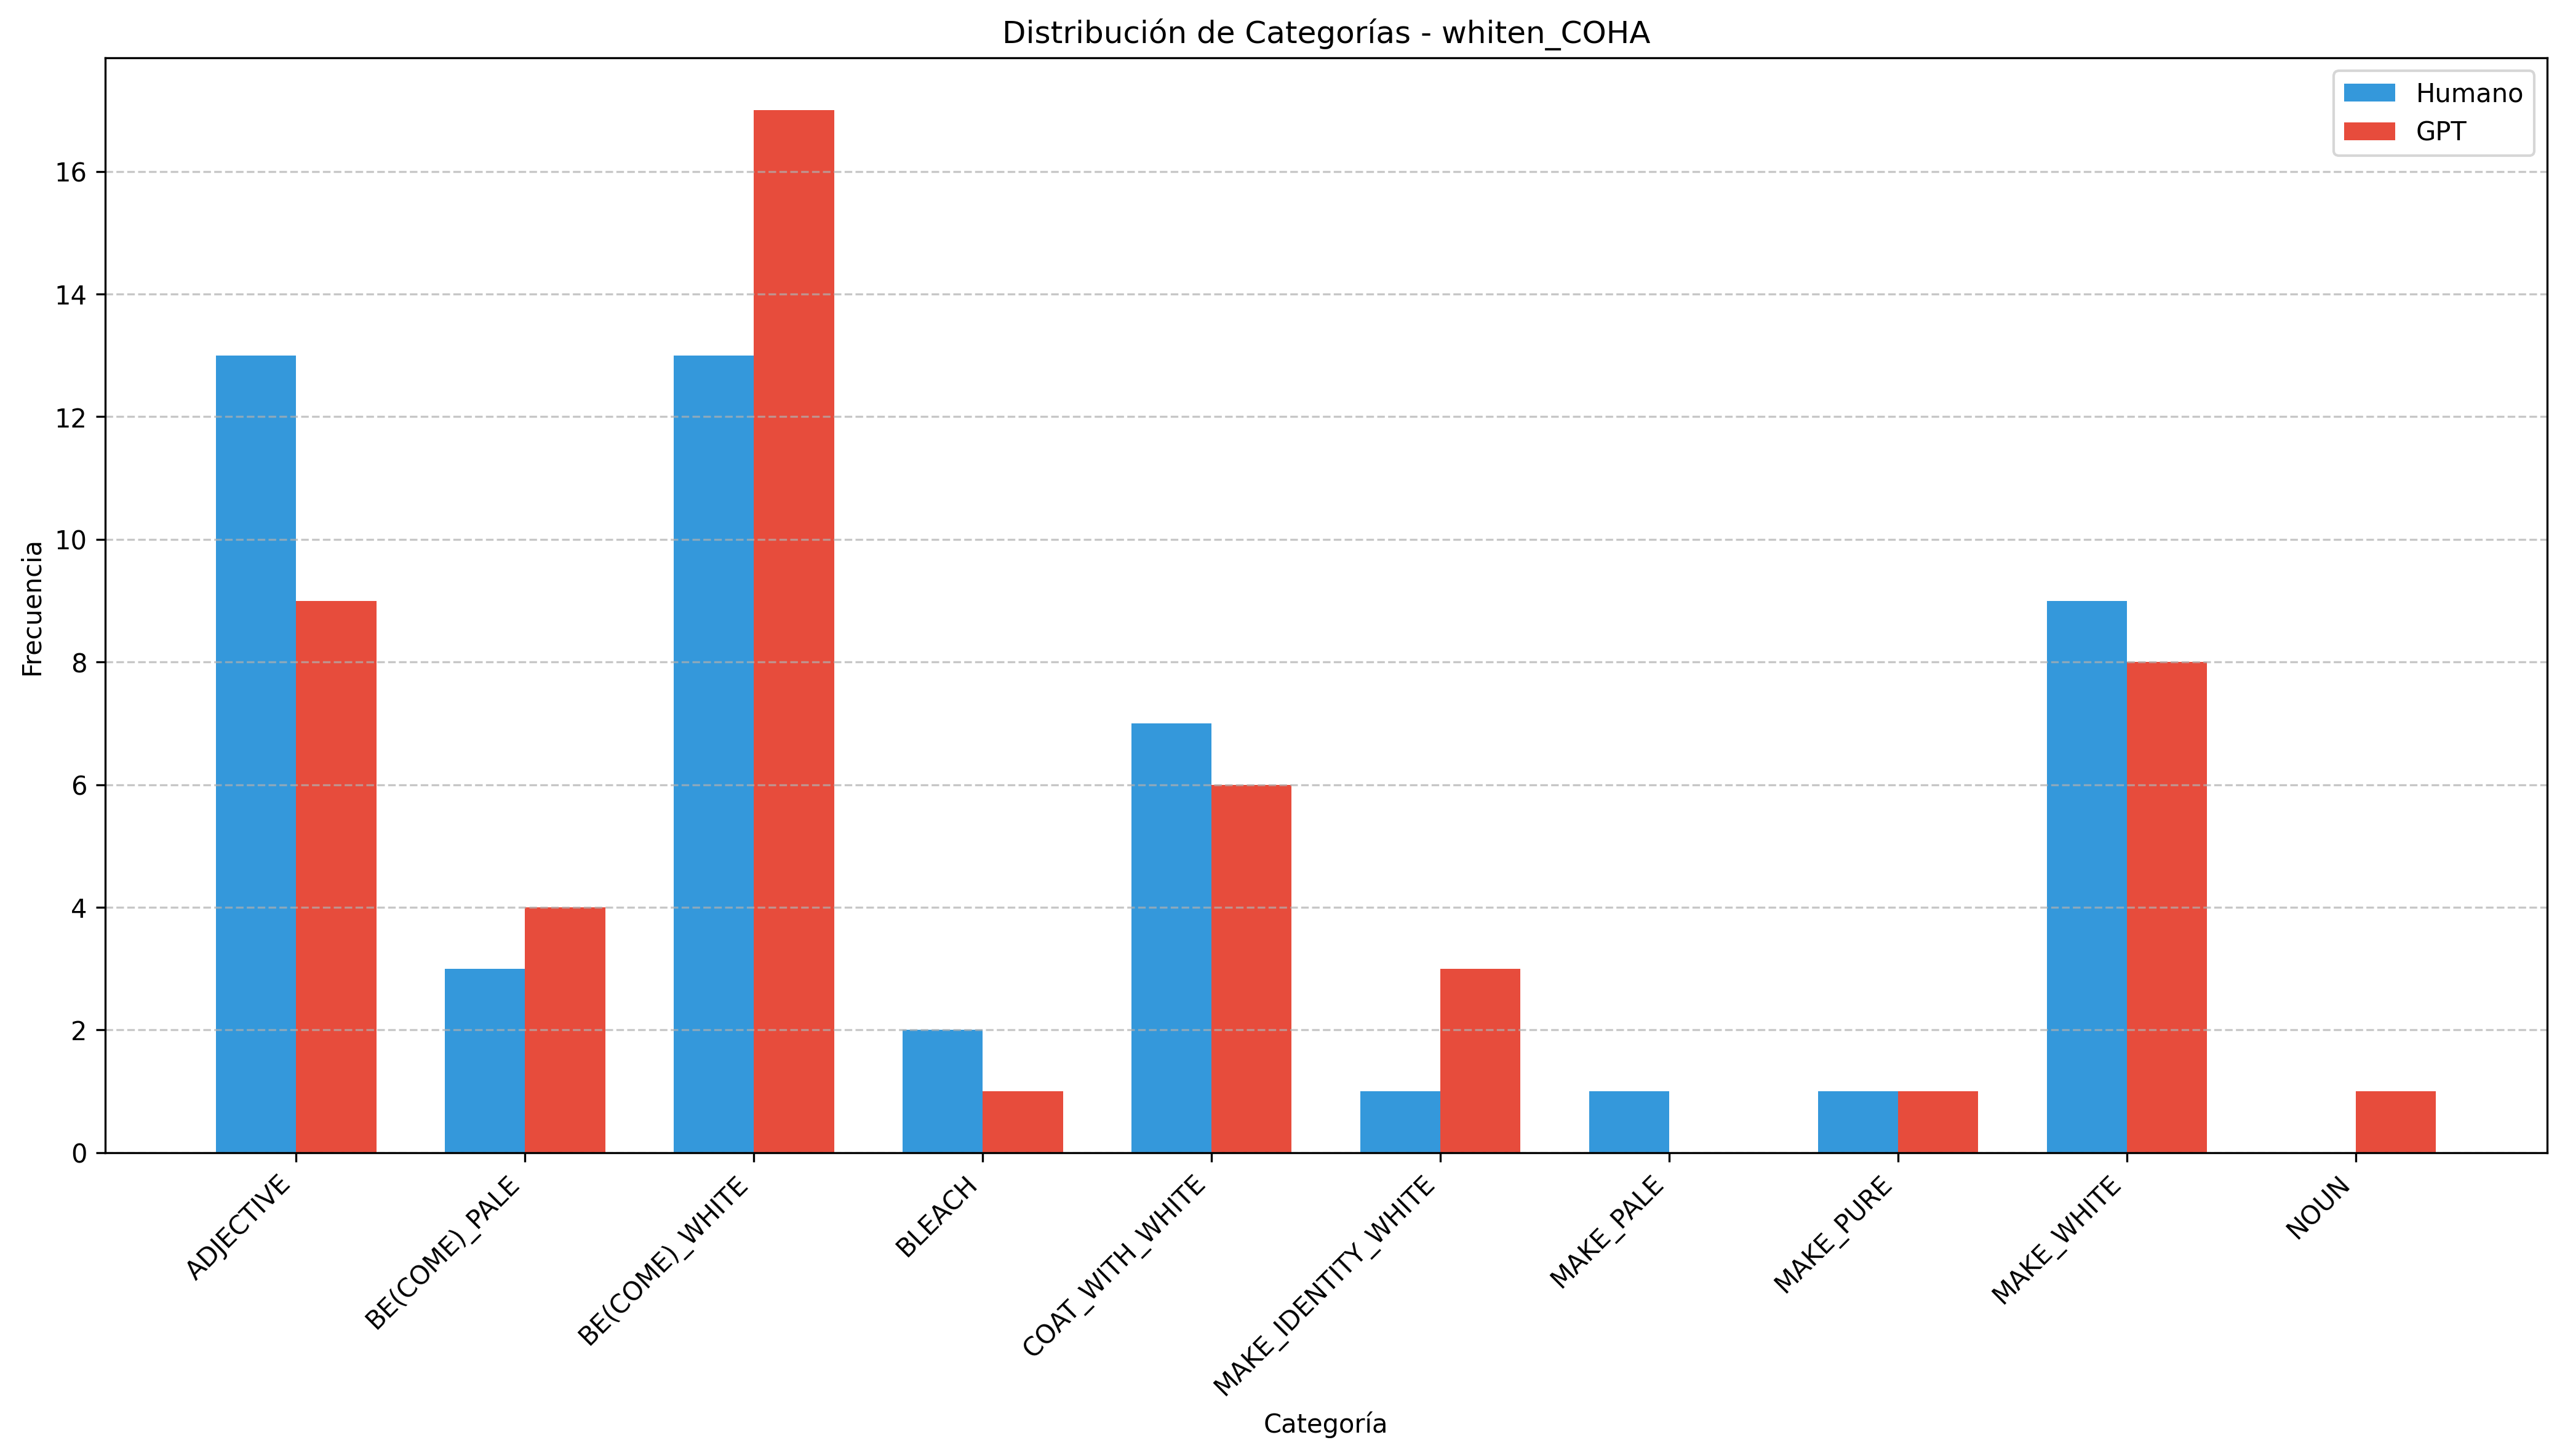 Distribución de Categorías - whiten_COHA
Humano
GPT
Frecuencia
16
14
12
10
8
6
4
2
0
ADJECTIVE
BE(COME)_PALE
BE(COME)_WHITE
BLEACH
COAT_WITH_WHITE
MAKE_IDENTITY_WHITE
MAKE_PALE
MAKE_PURE
MAKE_WHITE
NOUN
Categoría